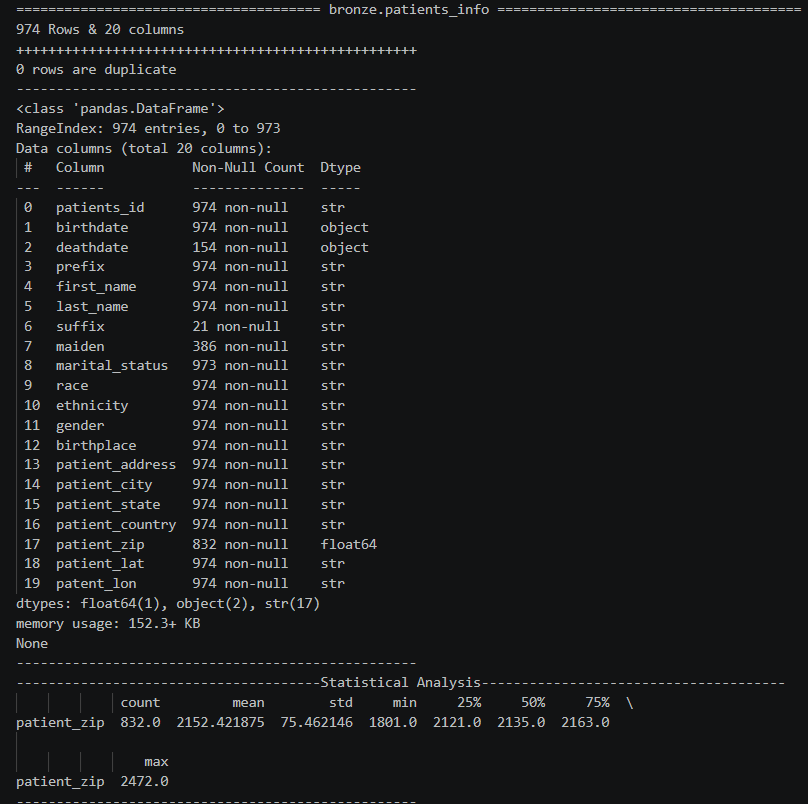 ====================================== bronze.patients_info ======================================
974 Rows & 20 columns
++++++++++++++++++++++++++++++++++++++++++++++++++
0 rows are duplicate
--------------------------------------------------
<class 'pandas.DataFrame'>
RangeIndex: 974 entries, 0 to 973
Data columns (total 20 columns):
 #   Column           Non-Null Count  Dtype
---  ------           --------------  -----
 0   patients_id      974 non-null    str
 1   birthdate        974 non-null    object
 2   deathdate        154 non-null    object
 3   prefix           974 non-null    str
 4   first_name       974 non-null    str
 5   last_name        974 non-null    str
 6   suffix           21 non-null     str
 7   maiden           386 non-null    str
 8   marital_status   973 non-null    str
 9   race             974 non-null    str
 10  ethnicity        974 non-null    str
 11  gender           974 non-null    str
 12  birthplace       974 non-null    str
 13  patient_address  974 non-null    str
 14  patient_city     974 non-null    str
 15  patient_state    974 non-null    str
 16  patient_country  974 non-null    str
 17  patient_zip      832 non-null    float64
 18  patient_lat      974 non-null    str
 19  patent_lon       974 non-null    str
dtypes: float64(1), object(2), str(17)
memory usage: 152.3+ KB
None
--------------------------------------------------
--------------------------------------Statistical Analysis--------------------------------------
             count         mean        std     min     25%     50%     75%  \
patient_zip  832.0  2152.421875  75.462146  1801.0  2121.0  2135.0  2163.0
                max
patient_zip  2472.0
--------------------------------------------------